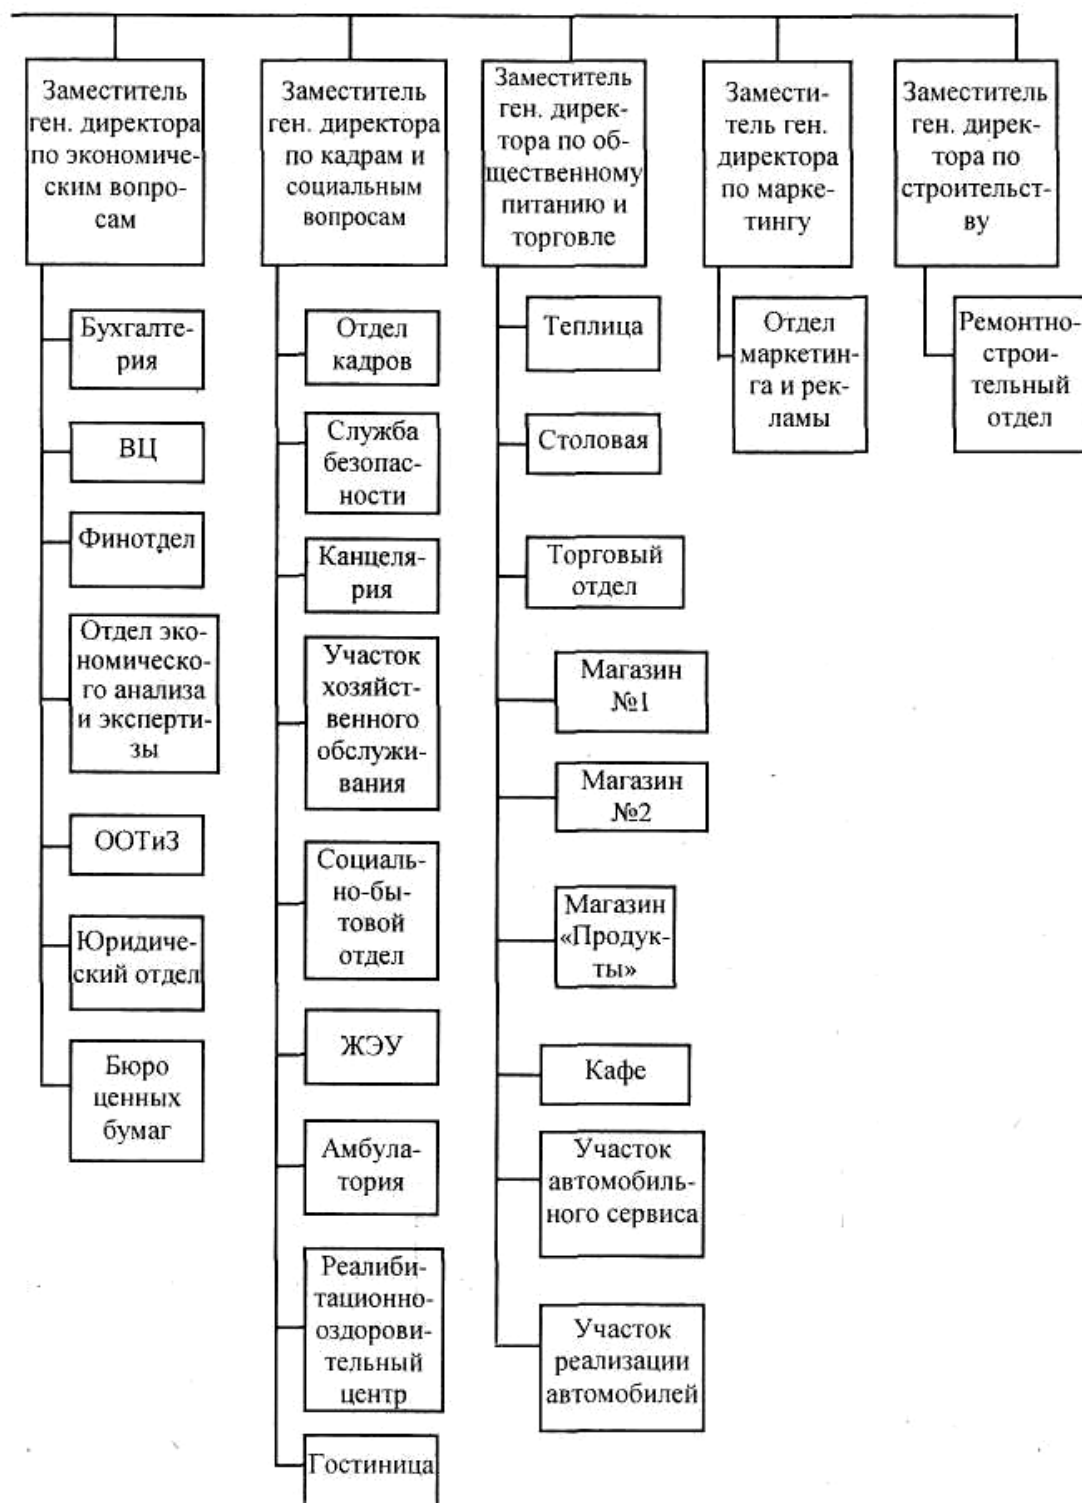 Заместитель
ген. директора
по экономиче-
ским вопро-
сам
Бухгалте-
рия
ВЦ
Финотдел
Отдел эко-
номическо-
го анализа
и эксперти-
зы
ООТиЗ
Юридиче-
ский отдел
Бюро
ценных
бумаг
Заместитель
ген. директора
по кадрам и
социальным
вопросам
Отдел
кадров
Служба
безопас-
ности
Канцеля-
рия
Участок
хозяйст-
венного
обслужи-
вания
Социаль-
но-бы-
товой
отдел
ЖЭУ
Амбула-
тория
Реалиби-
тационно-
оздорови-
тельный
центр
Гостиница
Заместитель
ген. дирек-
тора по об-
щественному
питанию и
торговле
Теплица
Столовая
Торговый
отдел
Магазин
№1
Магазин
№2
Магазин
«Продук-
ты»
Кафе
Участок
автомобиль-
ного сервиса
Участок
реализации
автомобилей
Замести-
тель ген.
директора
по марке-
тингу
Отдел
маркетин-
га и рек-
ламы
Заместитель
ген. дирек-
тора по
строительст-
ву
Ремонтно-
строи-
тельный
отдел